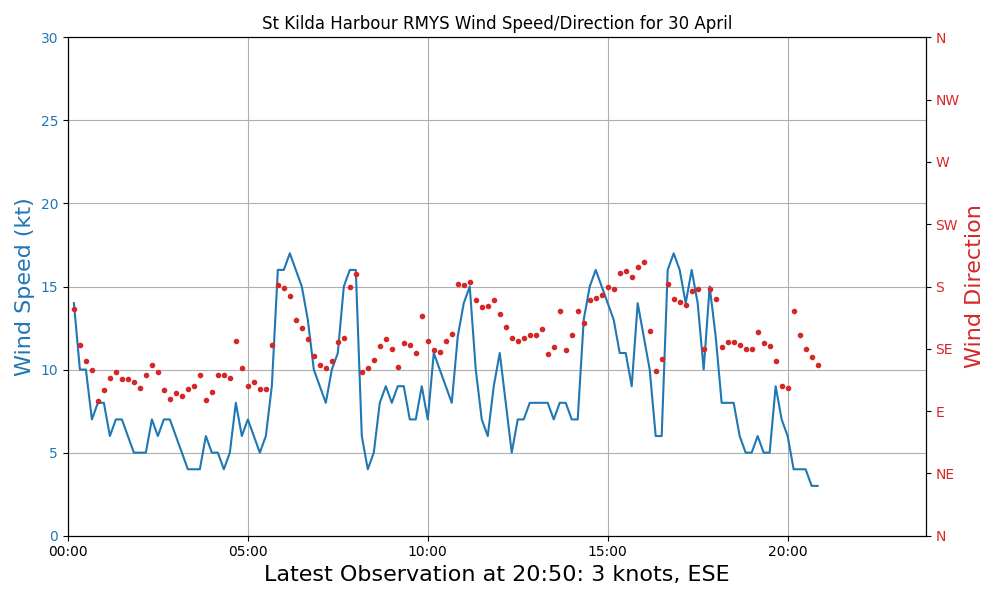 St Kilda Harbour RMYS Wind Speed/Direction for 30 April
30
25
20
15
10
5
0
Wind Speed (kt)
N
NW
W
SW
S
SE
E
NE
N
Wind Direction
00:00
05:00
10:00
15:00
20:00
Latest Observation at 20:50: 3 knots, ESE